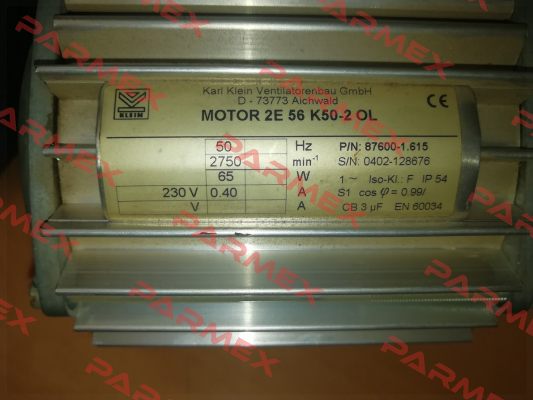 KLEIN
Karl Klein Ventilatorenbau GmbH
D - 73773 Aichwald
CE
MOTOR 2E 56 K50-2 OL
50 Hz P/N: 87600-1.615
2750 min⁻¹ S/N: 0402-128676
65 W 1 ~ Iso-Kl.: F IP 54
230 V 0.40 A S1 cos φ = 0.99/
V A CB 3 µF EN 60034
PARMEX
PARMEX
PARMEX
PARMEX
PARMEX
PARMEX
PARMEX
PARMEX
PARMEX